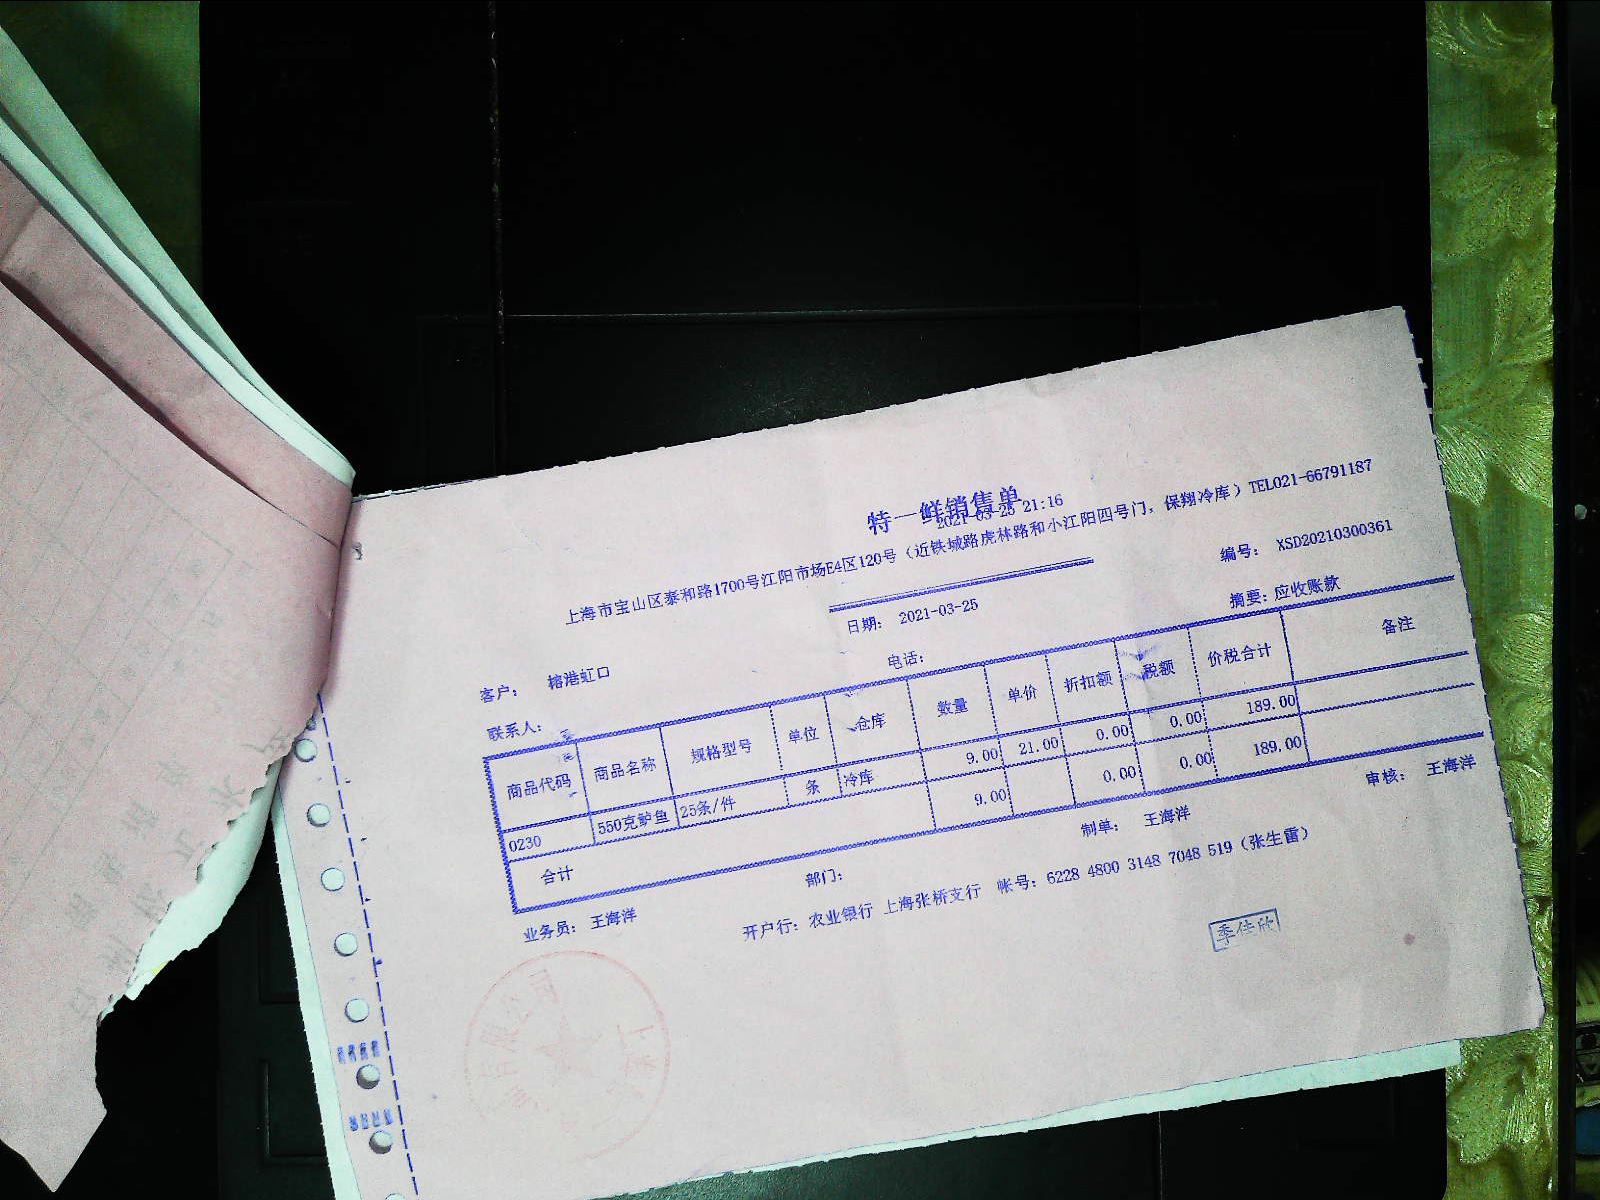 特一鲜销售单
2021-03-25 21:16
上海市宝山区泰和路1700号江阳市场E4区120号（近铁城路虎林路和小江阳四号门，保翔冷库）TEL021-66791187
编号： XSD20210300361
日期： 2021-03-25
摘要：应收账款
客户： 榕港虹口
电话：
联系人：
商品代码 商品名称 规格型号 单位 仓库 数量 单价 折扣额 税额 价税合计 备注
0230 550克鲈鱼 25条/件 条 冷库 9.00 21.00 0.00 0.00 189.00
合计 9.00 0.00 0.00 189.00
业务员： 王海洋 部门： 制单： 王海洋 审核： 王海洋
开户行：农业银行 上海张桥支行 帐号：6228 4800 3148 7048 519（张生雷）
季佳欣